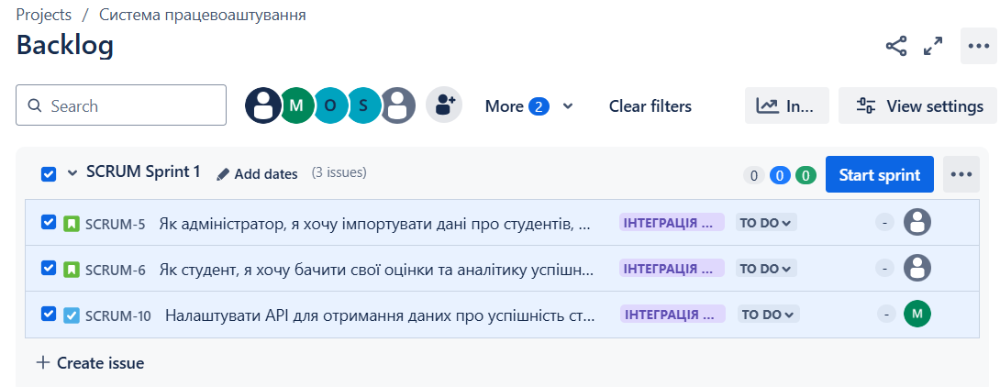 Projects / Система працевоаштування
Backlog
Search
M O S
More 2
Clear filters
In...
View settings
SCRUM Sprint 1 Add dates (3 issues) 0 0 0 Start sprint
SCRUM-5 Як адміністратор, я хочу імпортувати дані про студентів, ... ІНТЕГРАЦІЯ ... TO DO -
SCRUM-6 Як студент, я хочу бачити свої оцінки та аналітику успішн... ІНТЕГРАЦІЯ ... TO DO -
SCRUM-10 Налаштувати API для отримання даних про успішність ст... ІНТЕГРАЦІЯ ... TO DO - M
+ Create issue